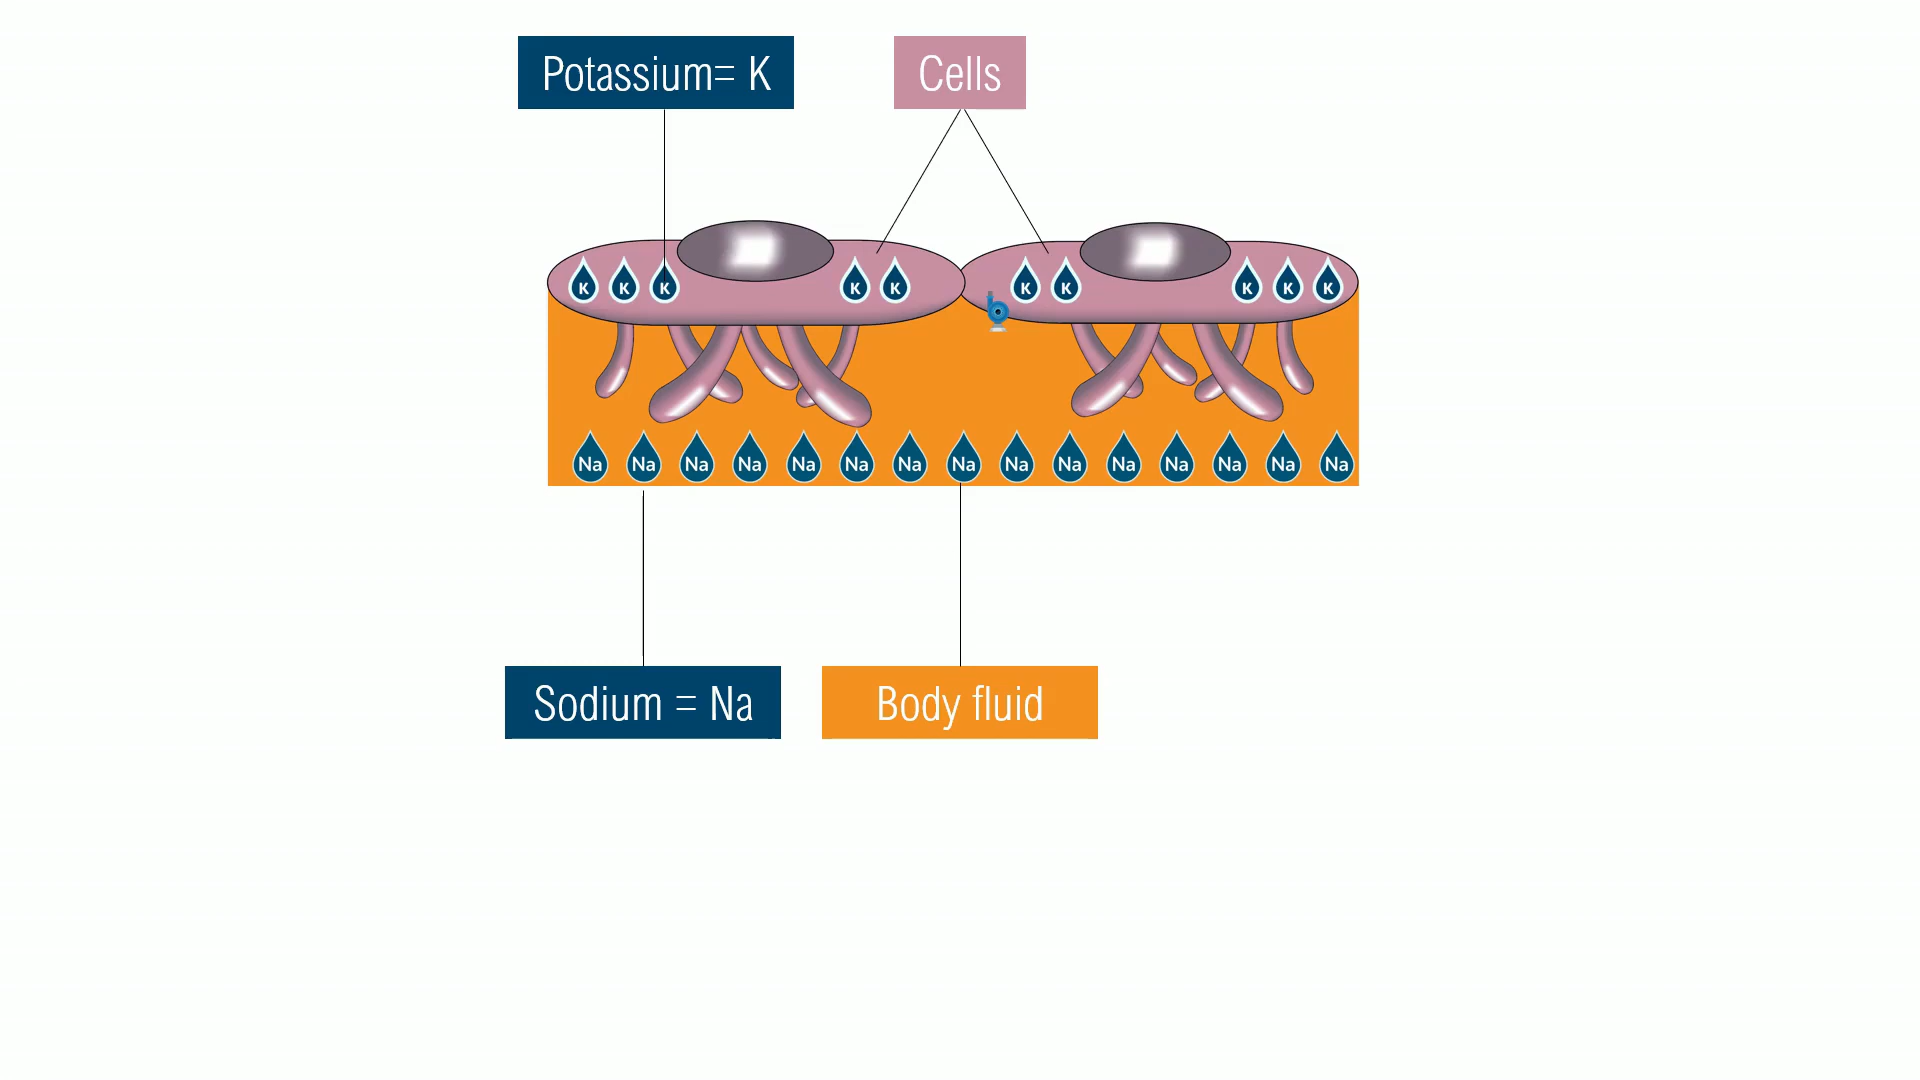 Potassium= K
Cells
K K K K K K K K K K
Na Na Na Na Na Na Na Na Na Na Na Na Na Na Na
Sodium = Na
Body fluid